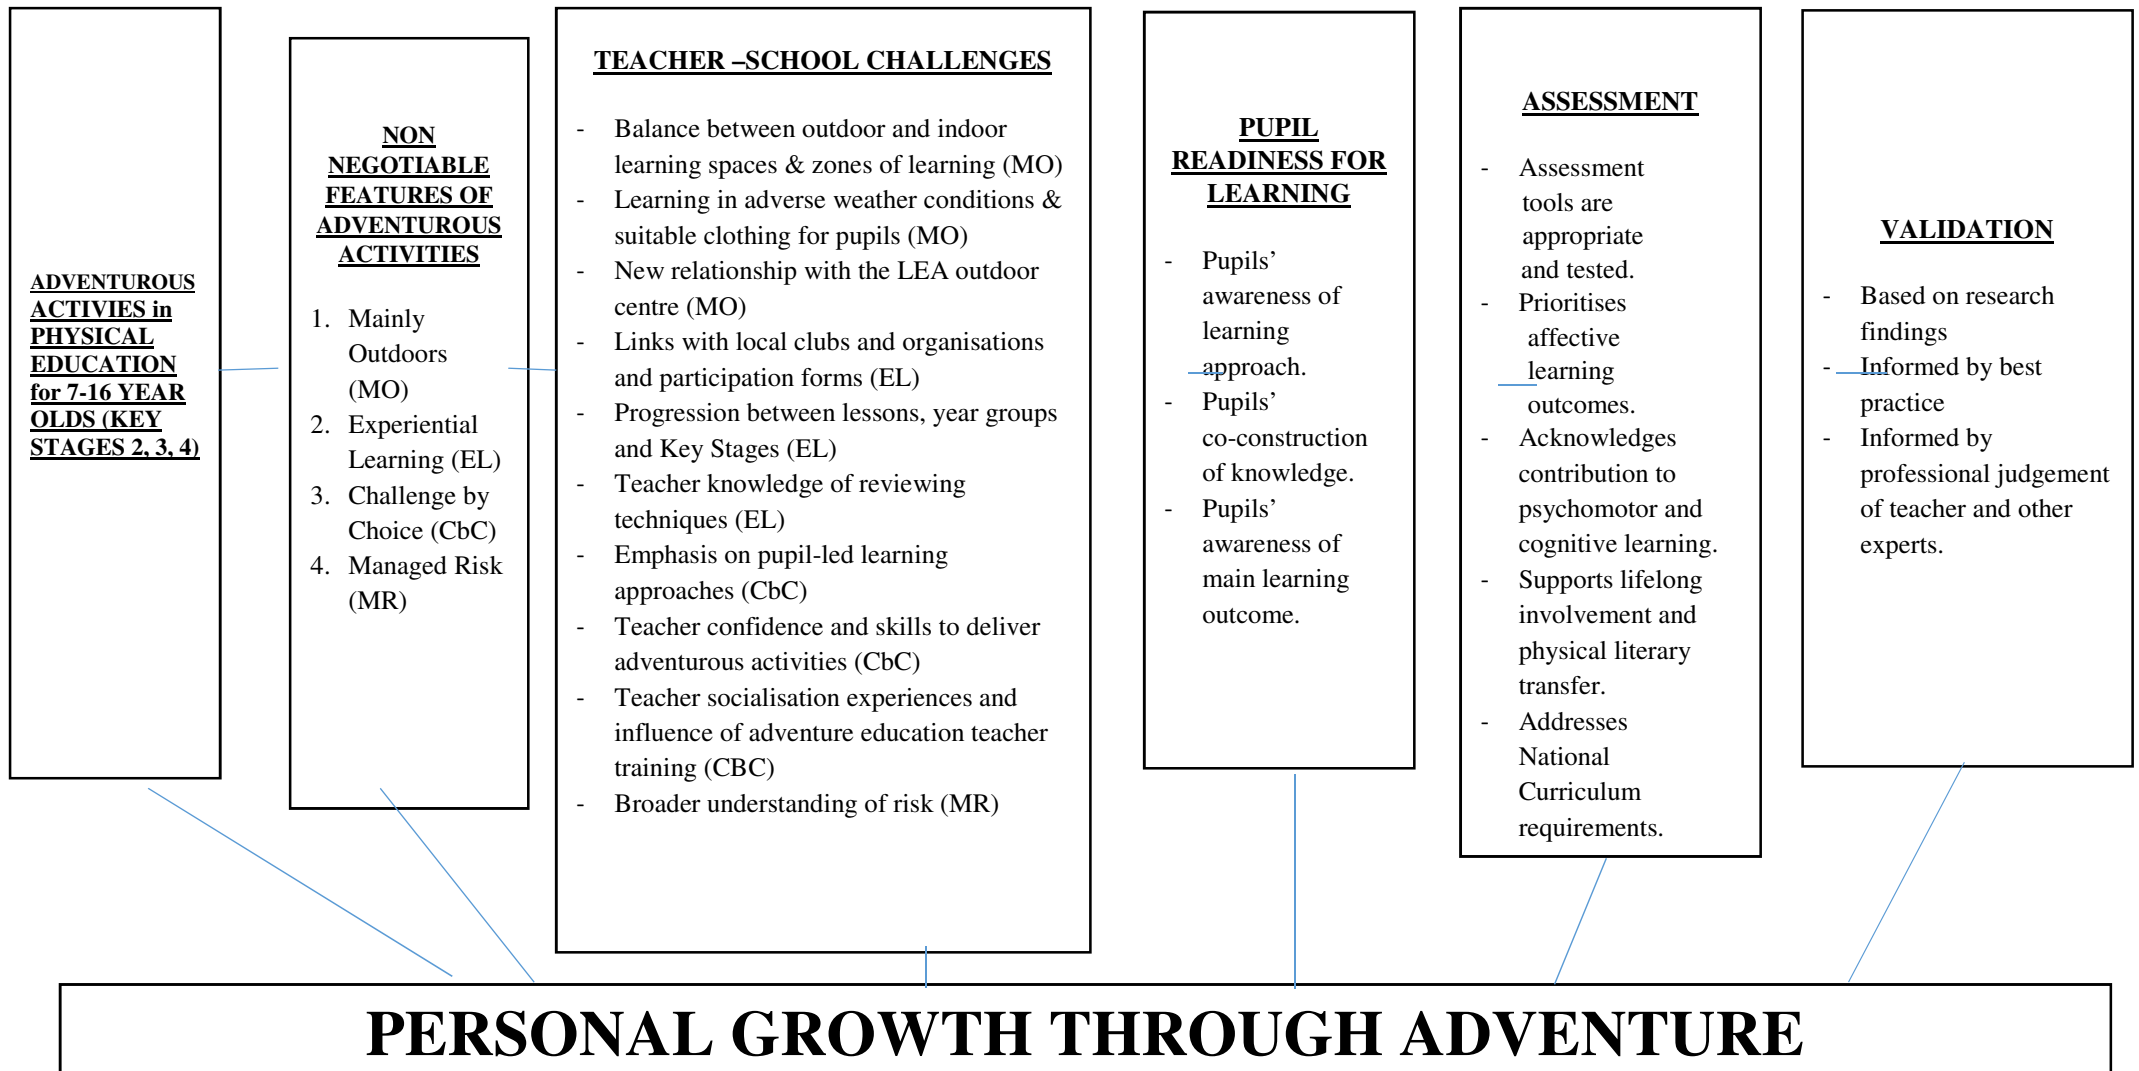 ADVENTUROUS
ACTIVIES in
PHYSICAL
EDUCATION
for 7-16 YEAR
OLDS (KEY
STAGES 2, 3, 4)
NON
NEGOTIABLE
FEATURES OF
ADVENTUROUS
ACTIVITIES
1. Mainly
Outdoors
(MO)
2. Experiential
Learning (EL)
3. Challenge by
Choice (CbC)
4. Managed Risk
(MR)
TEACHER –SCHOOL CHALLENGES
- Balance between outdoor and indoor
learning spaces & zones of learning (MO)
- Learning in adverse weather conditions &
suitable clothing for pupils (MO)
- New relationship with the LEA outdoor
centre (MO)
- Links with local clubs and organisations
and participation forms (EL)
- Progression between lessons, year groups
and Key Stages (EL)
- Teacher knowledge of reviewing
techniques (EL)
- Emphasis on pupil-led learning
approaches (CbC)
- Teacher confidence and skills to deliver
adventurous activities (CbC)
- Teacher socialisation experiences and
influence of adventure education teacher
training (CBC)
- Broader understanding of risk (MR)
PUPIL
READINESS FOR
LEARNING
- Pupils’
awareness of
learning
approach.
- Pupils’
co-construction
of knowledge.
- Pupils’
awareness of
main learning
outcome.
ASSESSMENT
- Assessment
tools are
appropriate
and tested.
- Prioritises
affective
learning
outcomes.
- Acknowledges
contribution to
psychomotor and
cognitive learning.
- Supports lifelong
involvement and
physical literary
transfer.
- Addresses
National
Curriculum
requirements.
VALIDATION
- Based on research
findings
- Informed by best
practice
- Informed by
professional judgement
of teacher and other
experts.
PERSONAL GROWTH THROUGH ADVENTURE